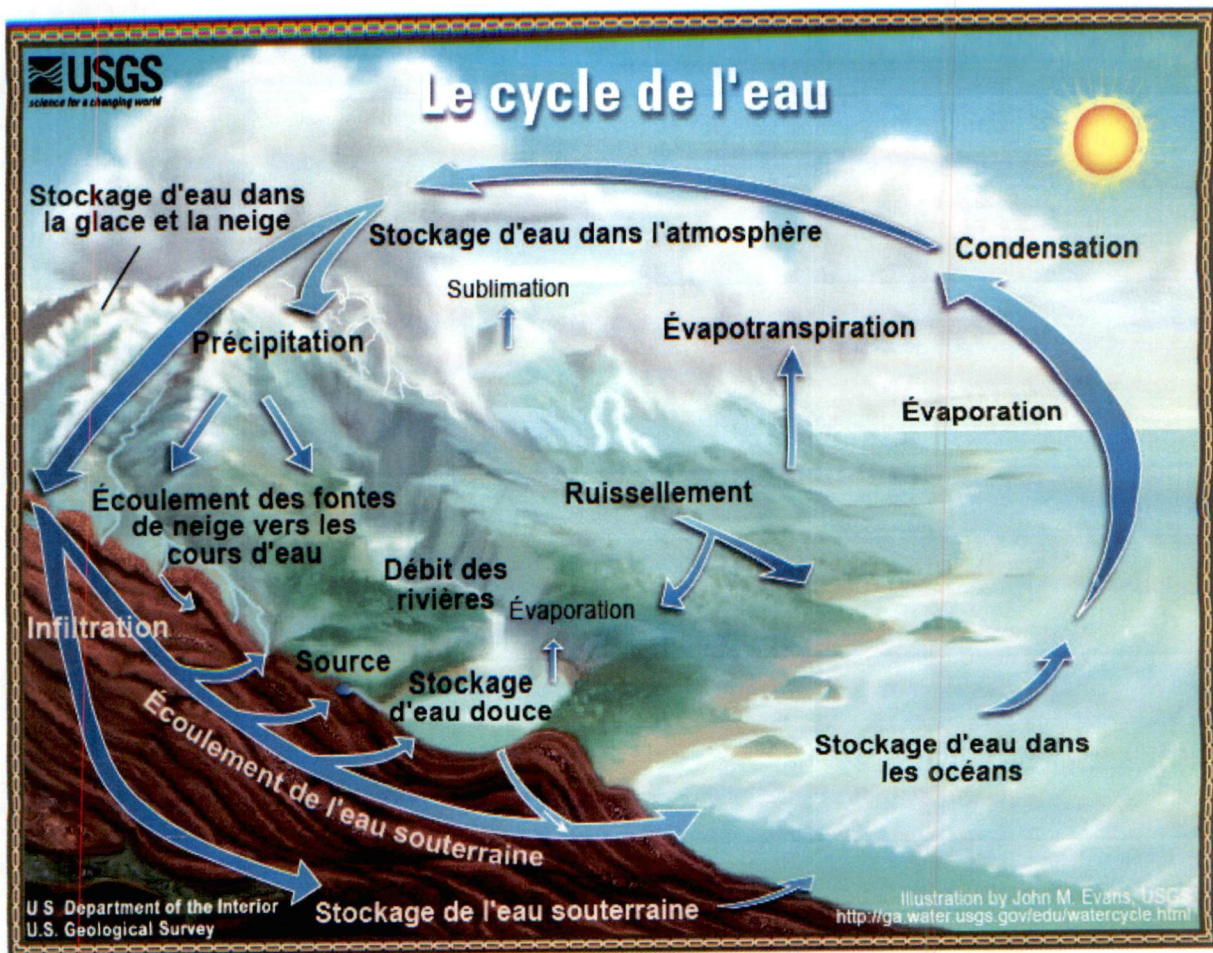 USGS
science for a changing world
Le cycle de l'eau
Stockage d'eau dans
la glace et la neige
Stockage d'eau dans l'atmosphère
Condensation
Sublimation
Précipitation
Évapotranspiration
Évaporation
Écoulement des fontes
de neige vers les
cours d'eau
Ruissellement
Débit des
rivières
Évaporation
Infiltration
Source
Stockage
d'eau douce
Écoulement de l'eau souterraine
Stockage d'eau dans
les océans
Stockage de l'eau souterraine
U S Department of the Interior
U.S. Geological Survey
Illustration by John M. Evans, USGS
http://ga.water.usgs.gov/edu/watercycle.html